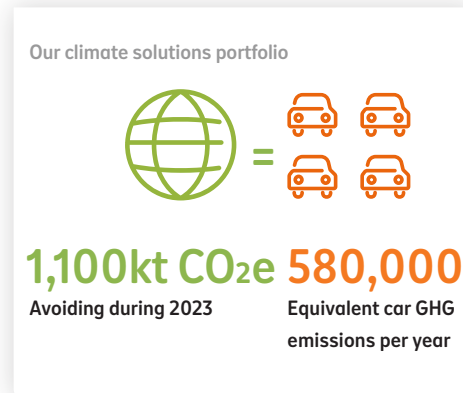 Our climate solutions portfolio
=
1,100kt CO2e
580,000
Avoiding during 2023
Equivalent car GHG
emissions per year